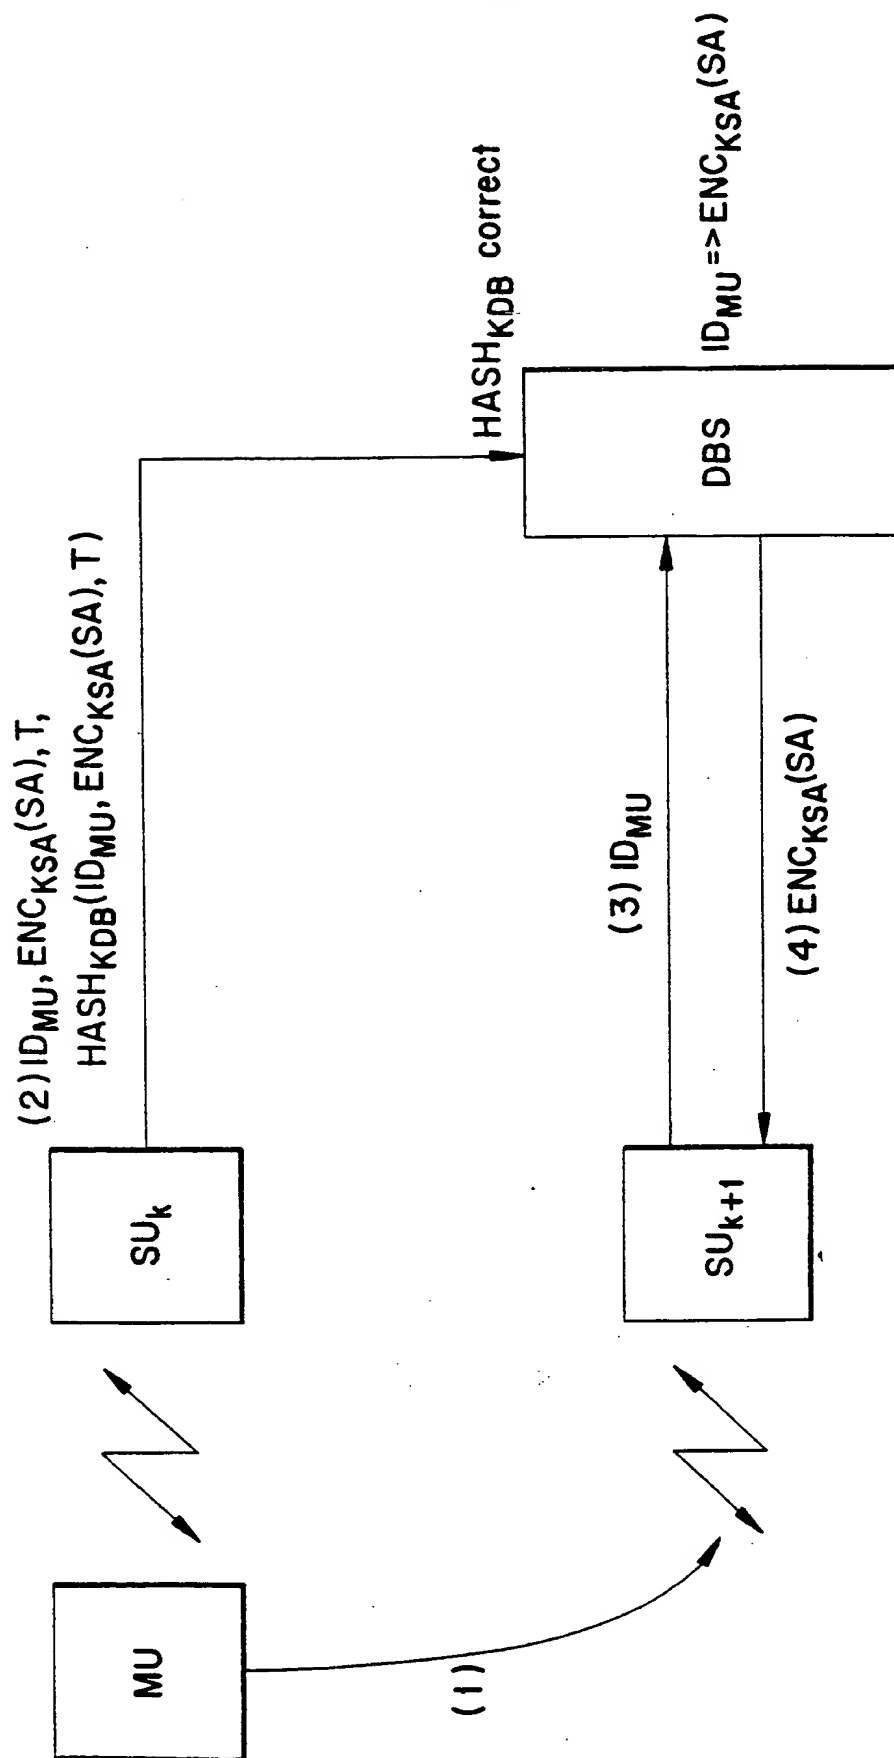 (2) ID_MU, ENC_KSA(SA), T,
HASH_KDB(ID_MU, ENC_KSA(SA), T)
HASH_KDB correct
MU
SU_k
(1)
(3) ID_MU
DBS
ID_MU => ENC_KSA(SA)
SU_k+1
(4) ENC_KSA(SA)